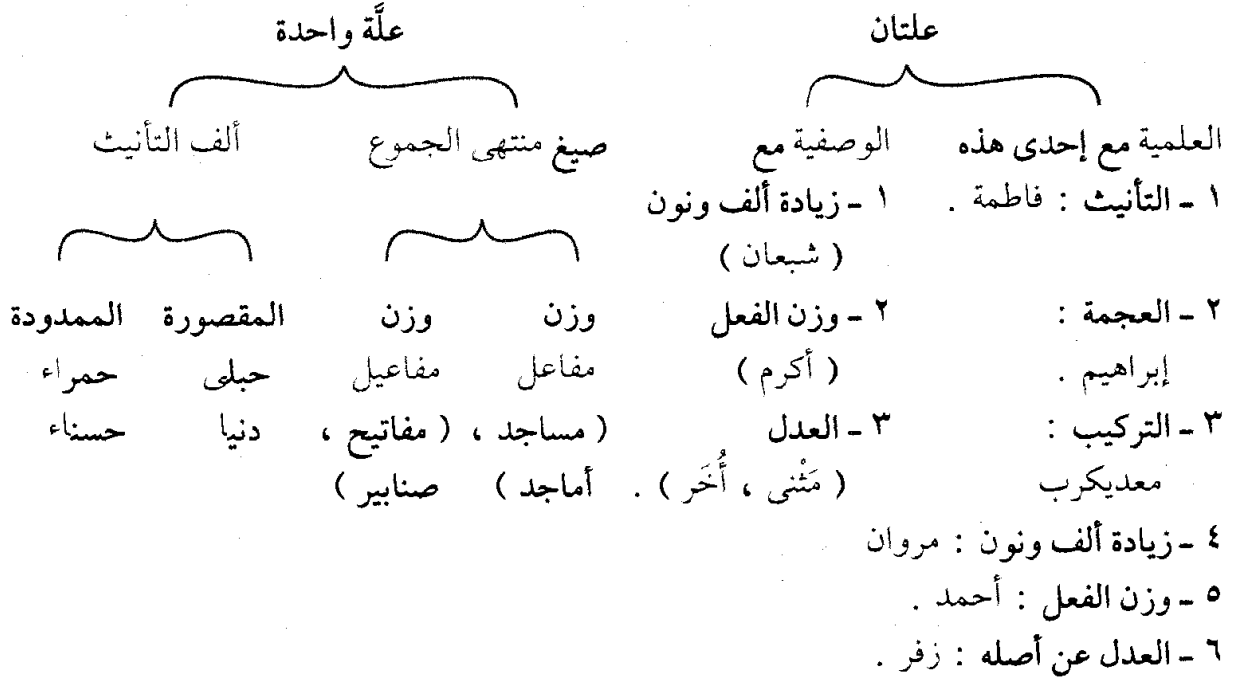 علتان علَّة واحدة
العلمية مع إحدى هذه الوصفية مع صيغ منتهى الجموع ألف التأنيث
١ ـ التأنيث : فاطمة . ١ ـ زيادة ألف ونون
( شبعان )
٢ ـ العجمة : ٢ ـ وزن الفعل وزن وزن المقصورة الممدودة
إبراهيم . ( أكرم ) مفاعل مفاعيل حبلى حمراء
٣ ـ التركيب : ٣ ـ العدل ( مساجد ، ( مفاتيح ، دنيا حسناء
معديكرب ( مَثْنى ، أُخَر ) . أماجد ) صنابير )
٤ ـ زيادة ألف ونون : مروان
٥ ـ وزن الفعل : أحمد .
٦ ـ العدل عن أصله : زفر .